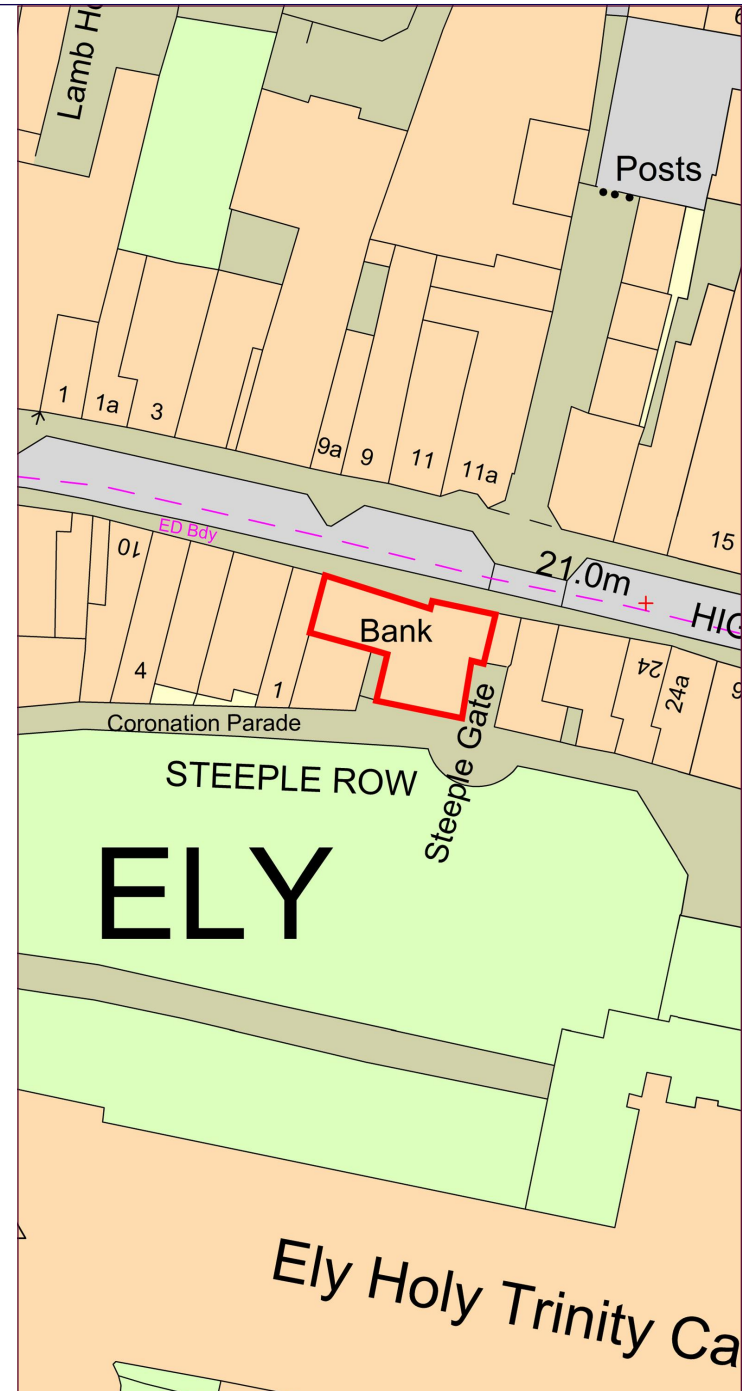 Lamb Ho
6
Posts
1
1a
3
9a
9
11
11a
15
ED Bdy
21.0m
HIG
10
Bank
4
1
24
24a
Coronation Parade
Steeple Gate
STEEPLE ROW
ELY
Ely Holy Trinity Ca